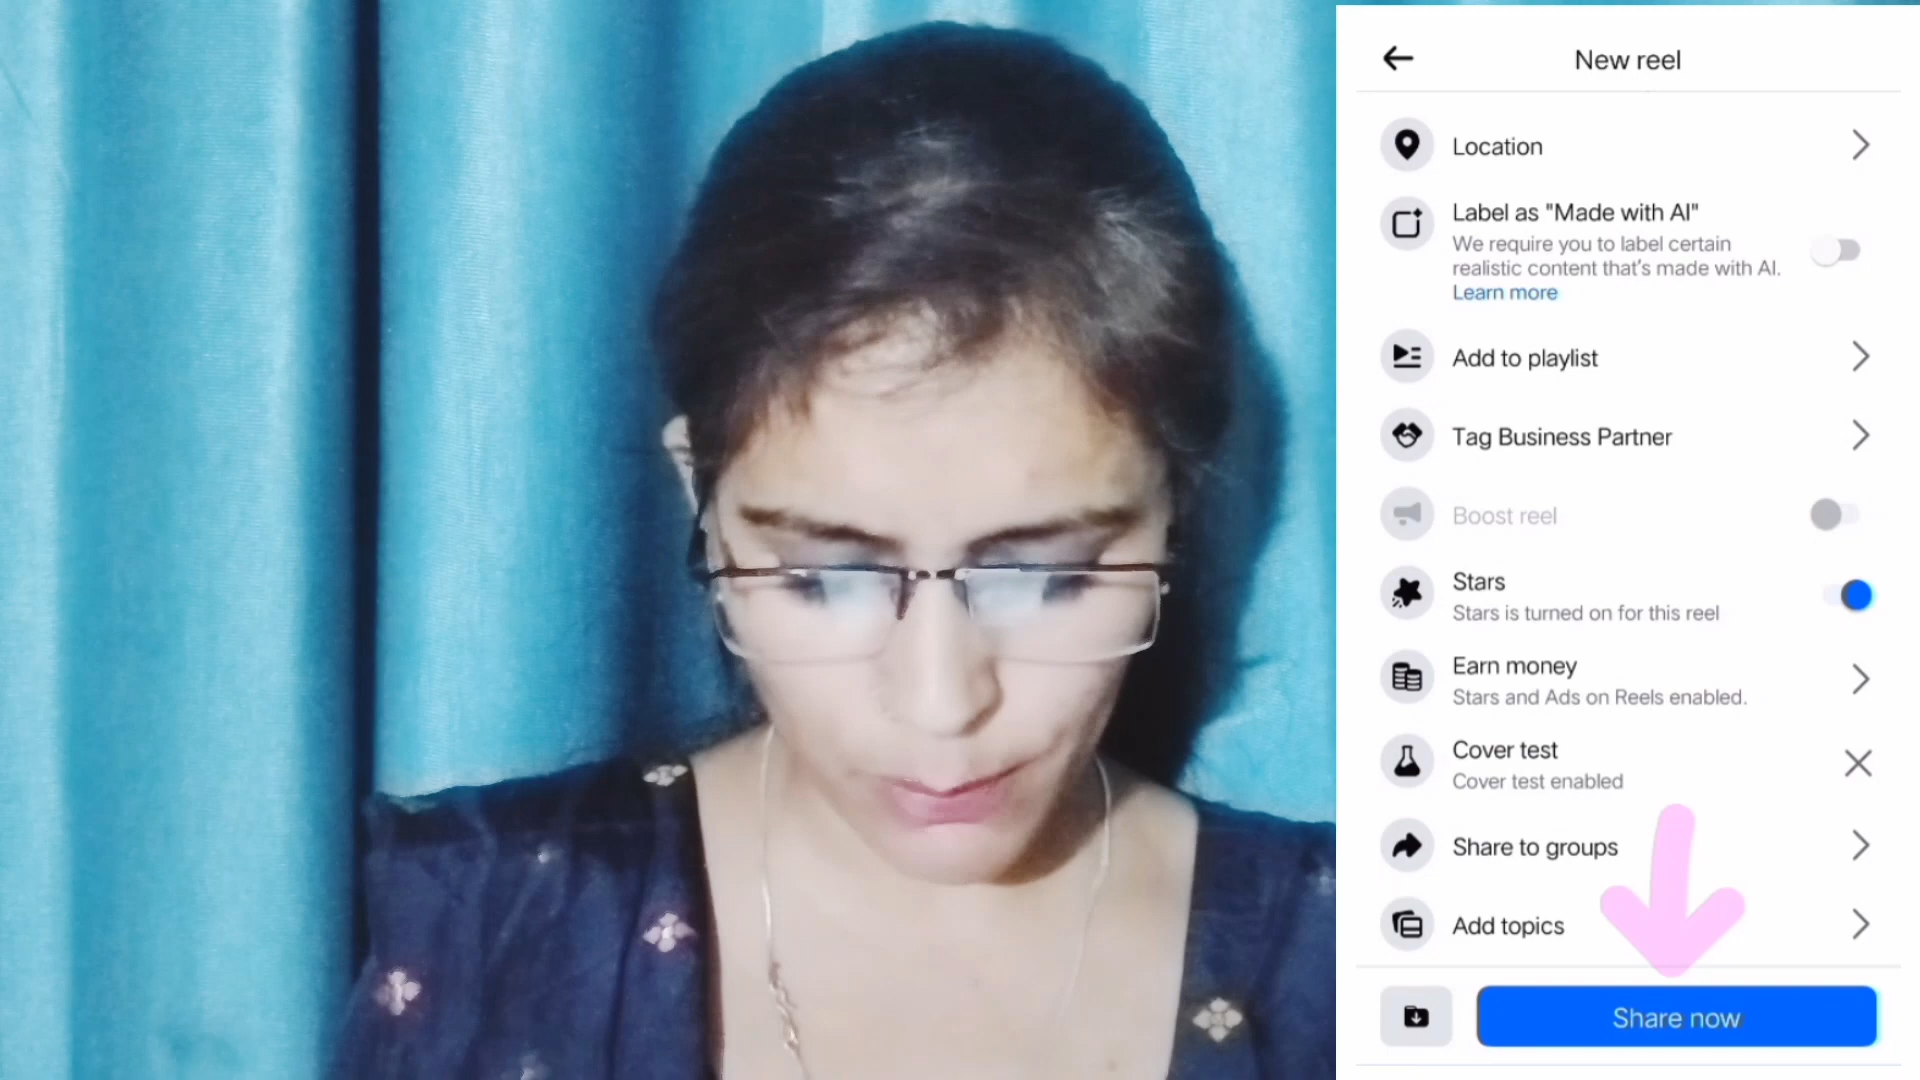 New reel
Location
Label as "Made with AI"
We require you to label certain
realistic content that's made with AI.
Learn more
Add to playlist
Tag Business Partner
Boost reel
Stars
Stars is turned on for this reel
Earn money
Stars and Ads on Reels enabled.
Cover test
Cover test enabled
Share to groups
Add topics
Share now